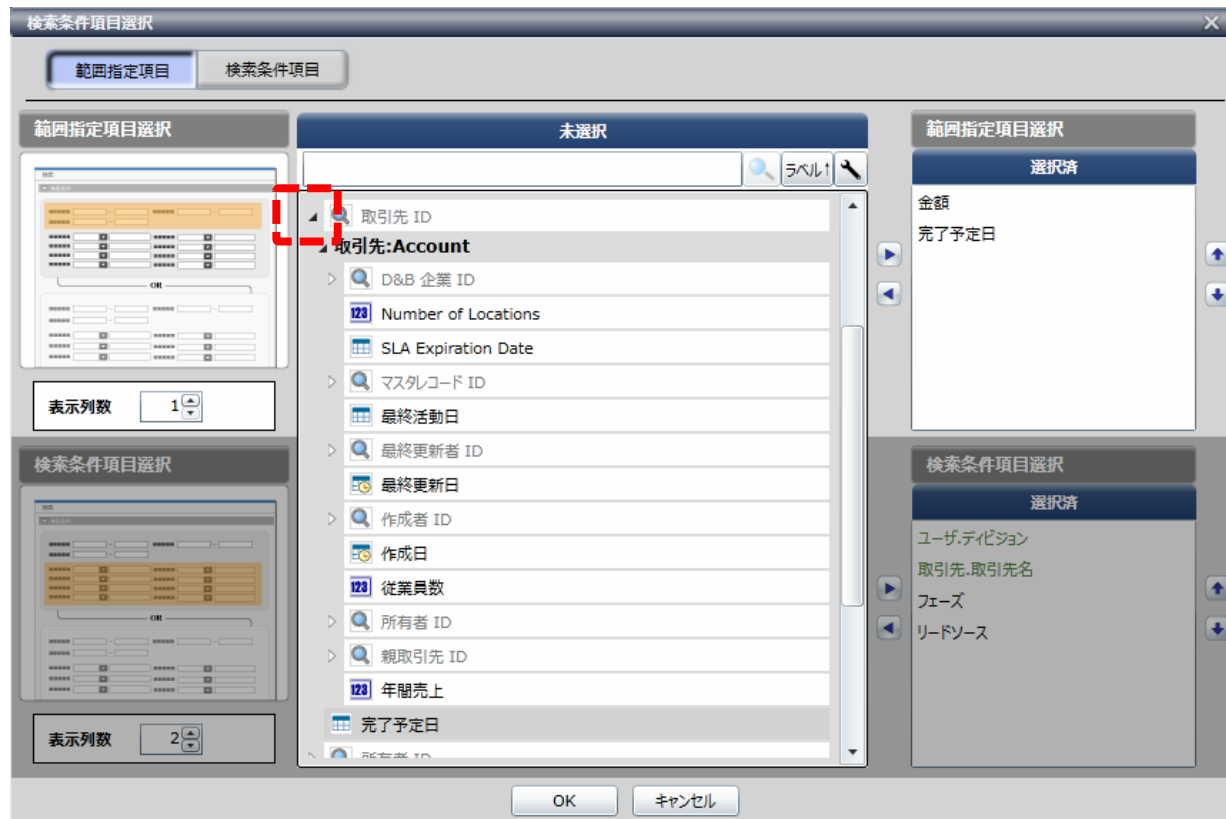 検索条件項目選択
範囲指定項目
検索条件項目
範囲指定項目選択
表示列数 1
検索条件項目選択
OR
OR
表示列数 2
未選択
ラベル↑
取引先 ID
取引先:Account
D&B 企業 ID
Number of Locations
SLA Expiration Date
マスタレコード ID
最終活動日
最終更新者 ID
最終更新日
作成者 ID
作成日
123 従業員数
所有者 ID
親取引先 ID
123 年間売上
完了予定日
所有者 ID
範囲指定項目選択
選択済
金額
完了予定日
検索条件項目選択
選択済
ユーザ.ディビジョン
取引先.取引先名
フェーズ
リードソース
OK
キャンセル